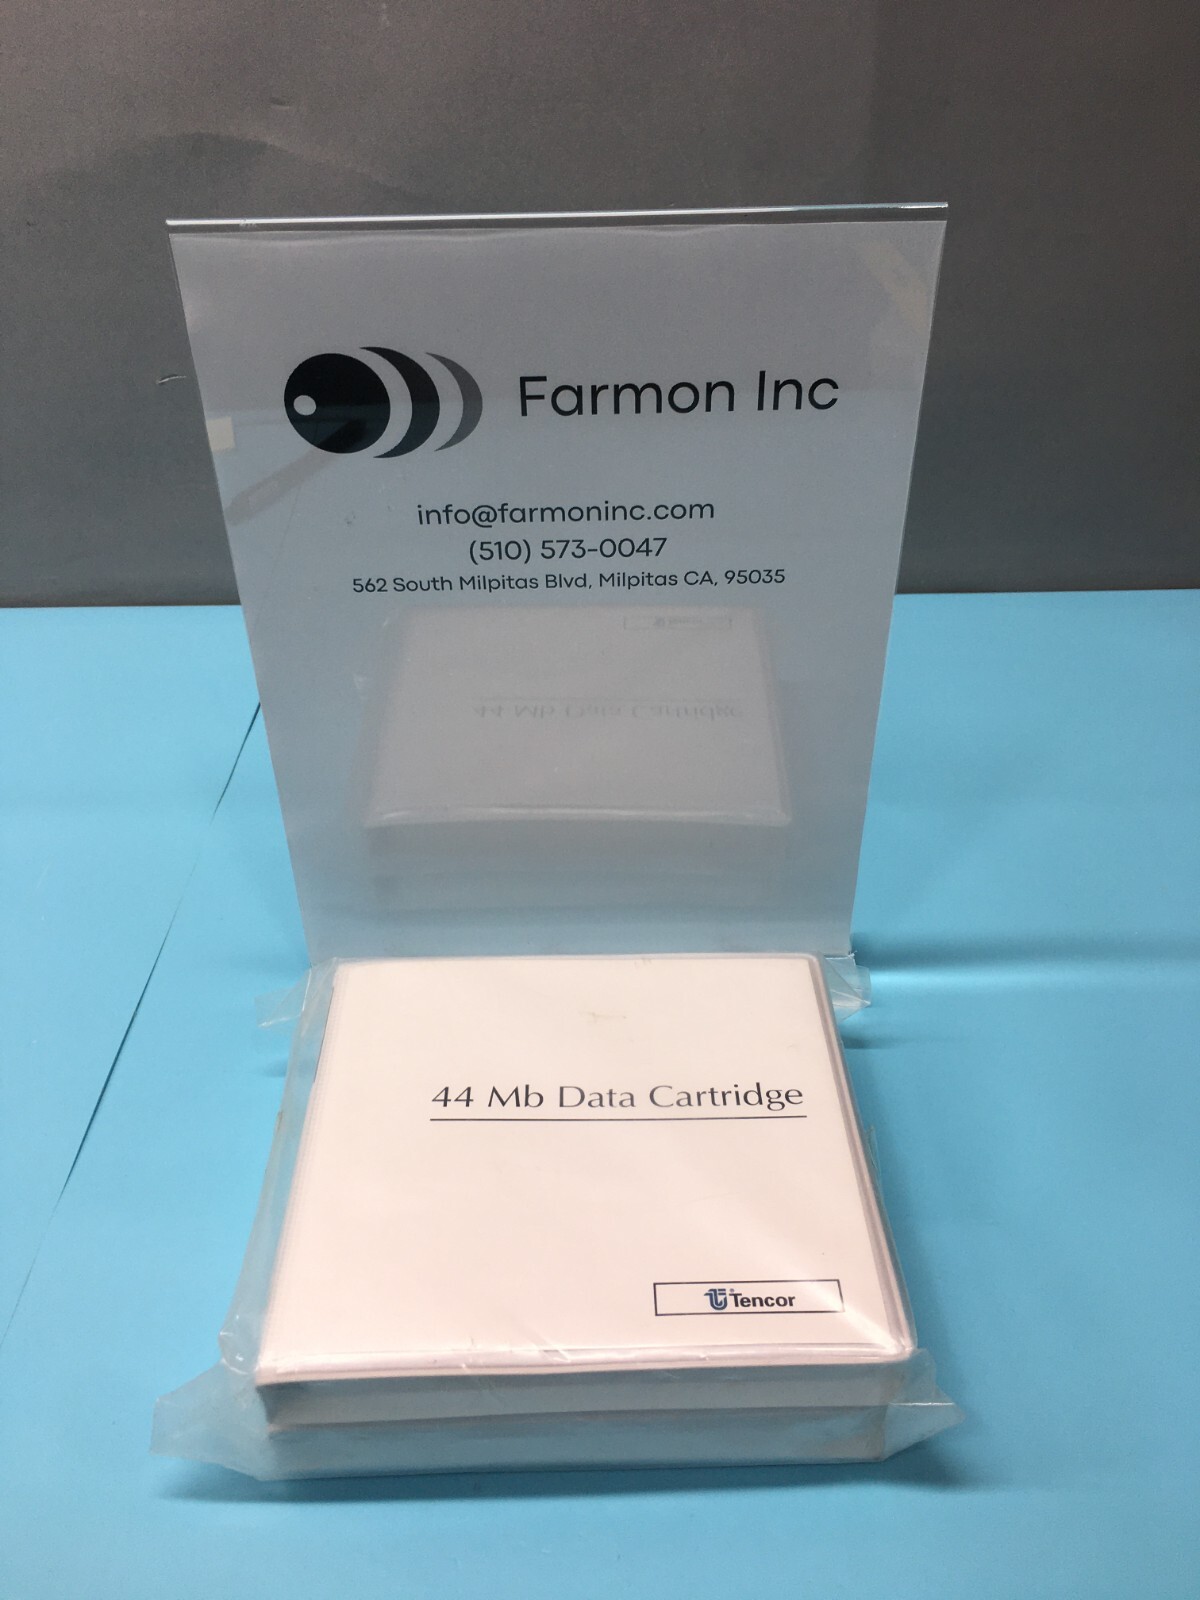 Farmon Inc
info@farmoninc.com
(510) 573-0047
562 South Milpitas Blvd, Milpitas CA, 95035
44 Mb Data Cartridge
Tencor